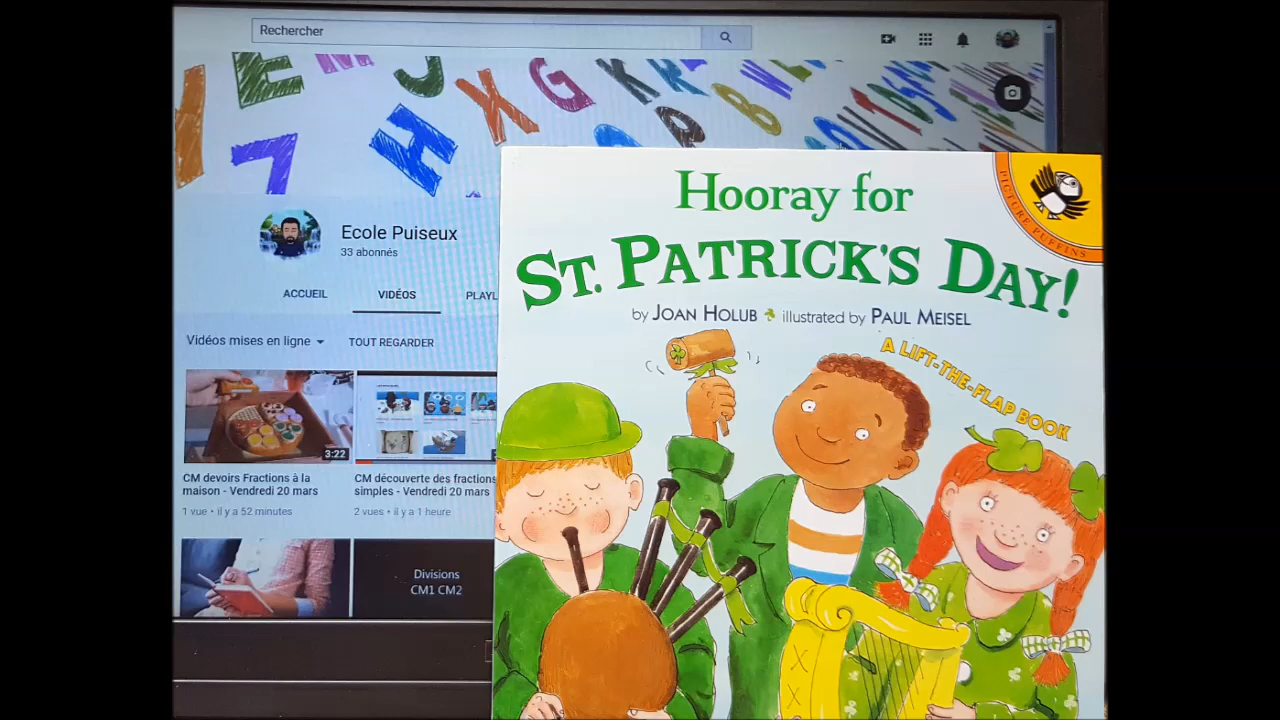 Rechercher
Ecole Puiseux
33 abonnés
ACCUEIL
VIDÉOS
Vidéos mises en ligne
TOUT REGARDER
3:22
CM devoirs Fractions à la
maison - Vendredi 20 mars
1 vue • il y a 52 minutes
CM découverte des fractions
simples - Vendredi 20 mars
2 vues • il y a 1 heure
Divisions
CM1 CM2
Hooray for
ST. PATRICK'S DAY!
by JOAN HOLUB illustrated by PAUL MEISEL
A LIFT-THE-FLAP BOOK
PICTURE PUFFINS